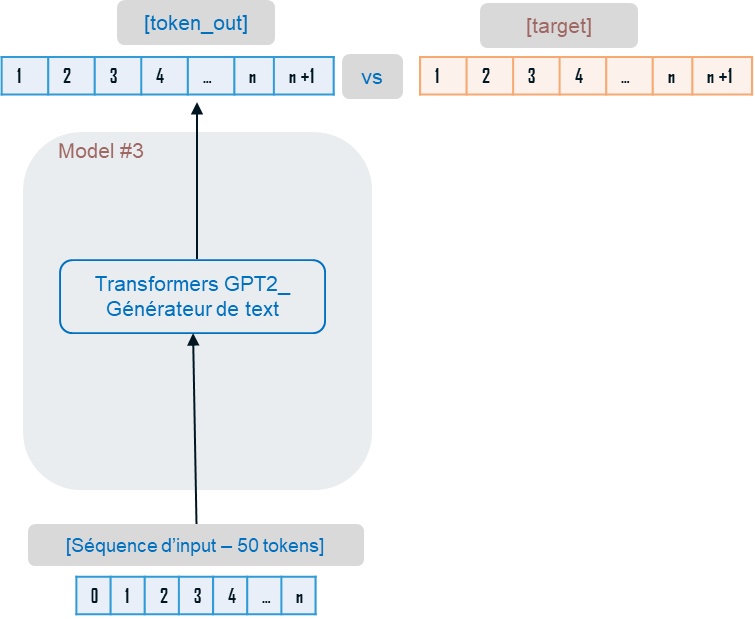 [token_out]
[target]
1 2 3 4 ... n n +1
vs
1 2 3 4 ... n n +1
Model #3
Transformers GPT2_
Générateur de text
[Séquence d’input – 50 tokens]
0 1 2 3 4 ... n